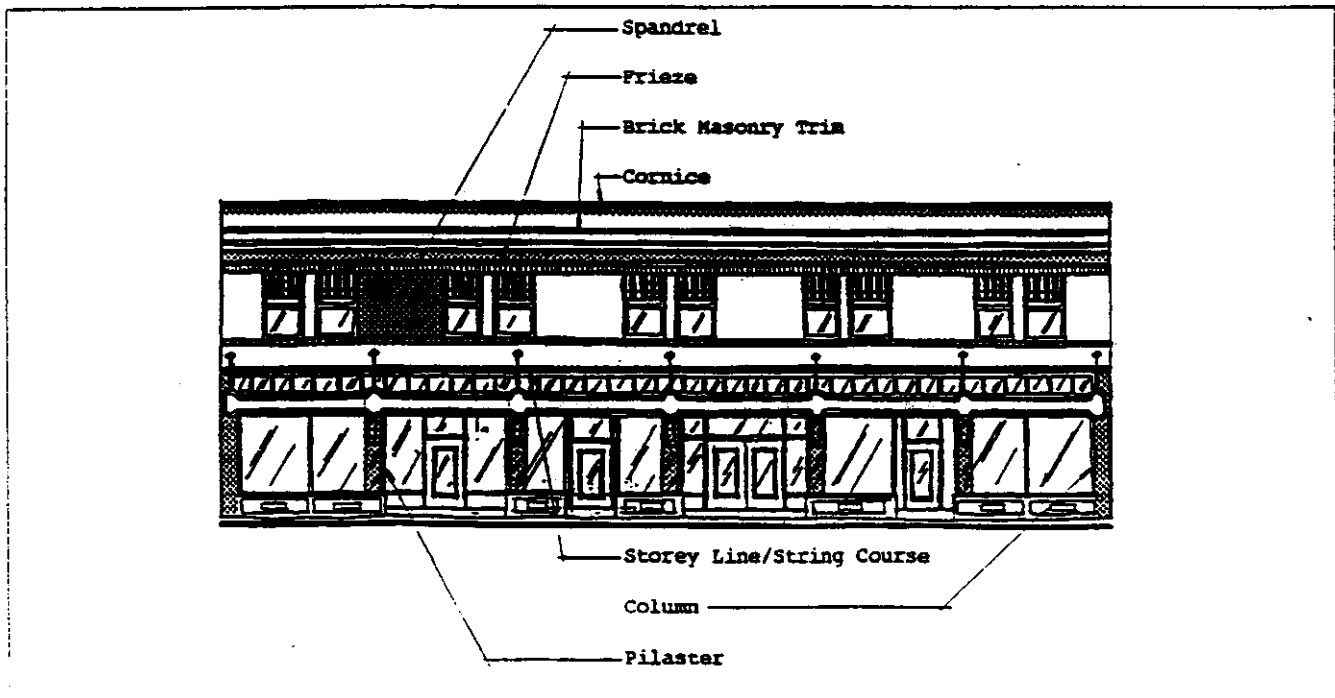 Spandrel
Frieze
Brick Masonry Trim
Cornice
Storey Line/String Course
Column
Pilaster